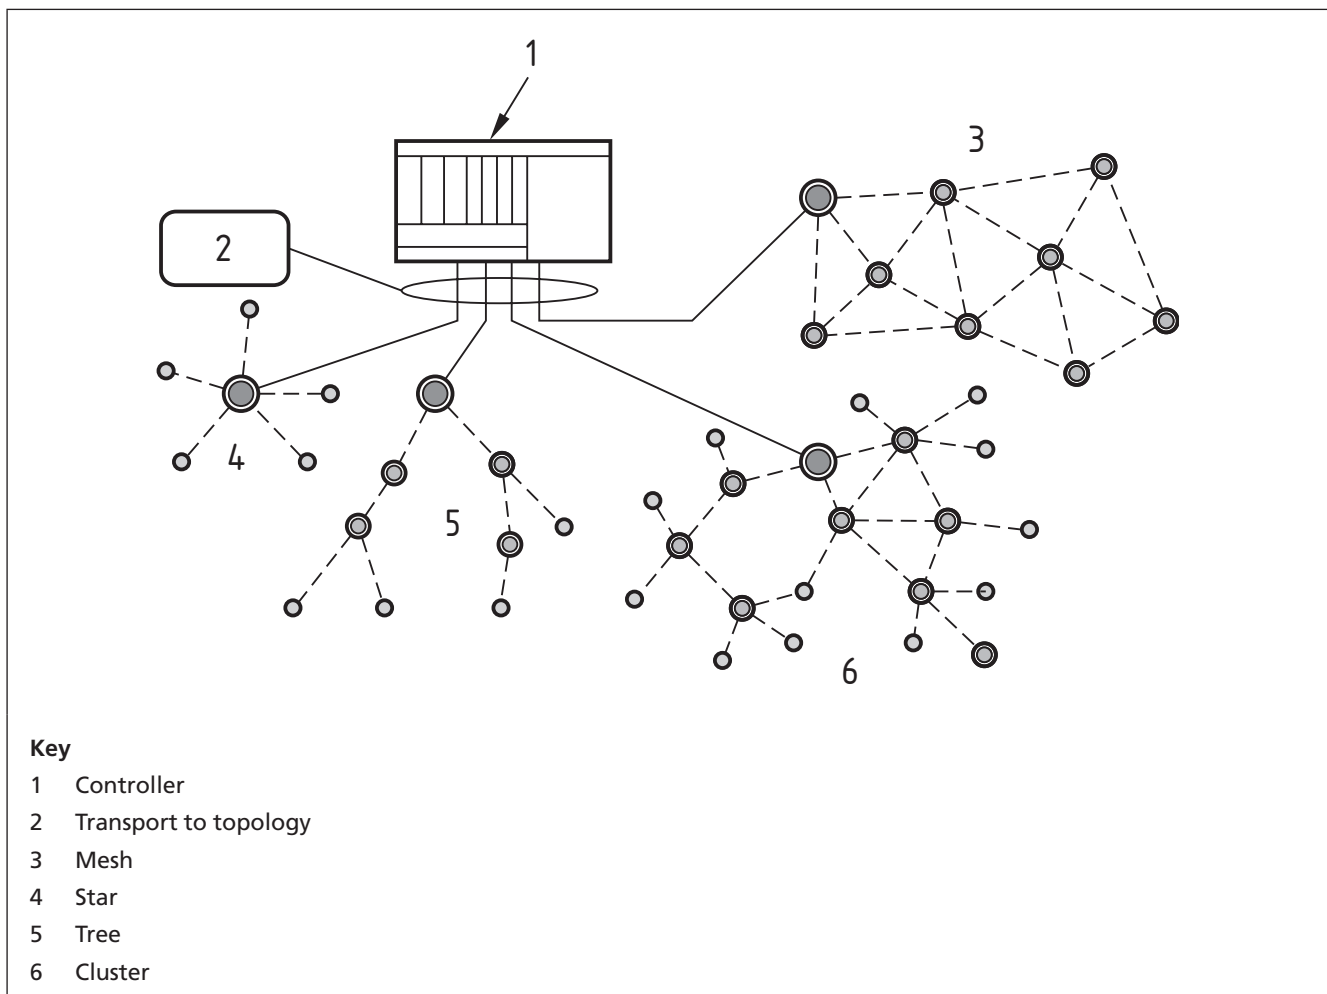 1
3
2
4
5
6
Key
1 Controller
2 Transport to topology
3 Mesh
4 Star
5 Tree
6 Cluster